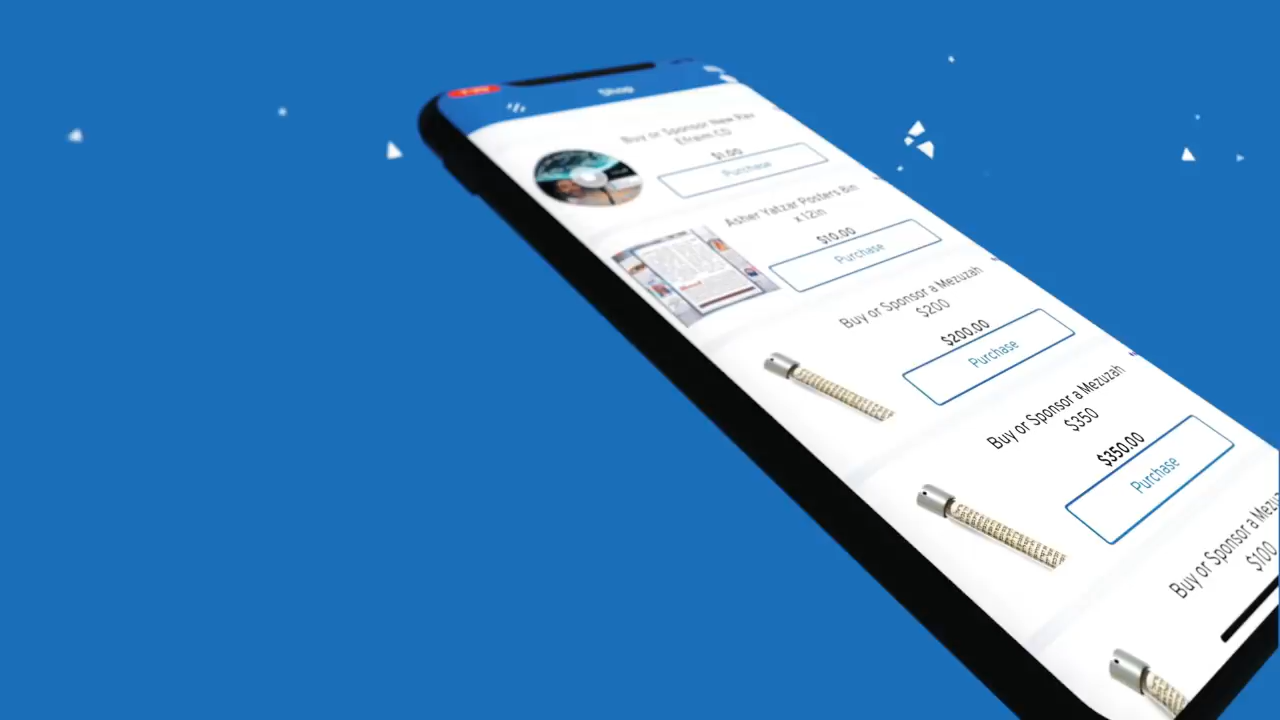 Shop
Buy or Sponsor New Rav
Efraim CD
$1.00
Purchase
Asher Yatzar Posters 8in
x 12in
$10.00
Purchase
Buy or Sponsor a Mezuzah
$200
$200.00
Purchase
Buy or Sponsor a Mezuzah
$350
$350.00
Purchase
Buy or Sponsor a Mezu
$100